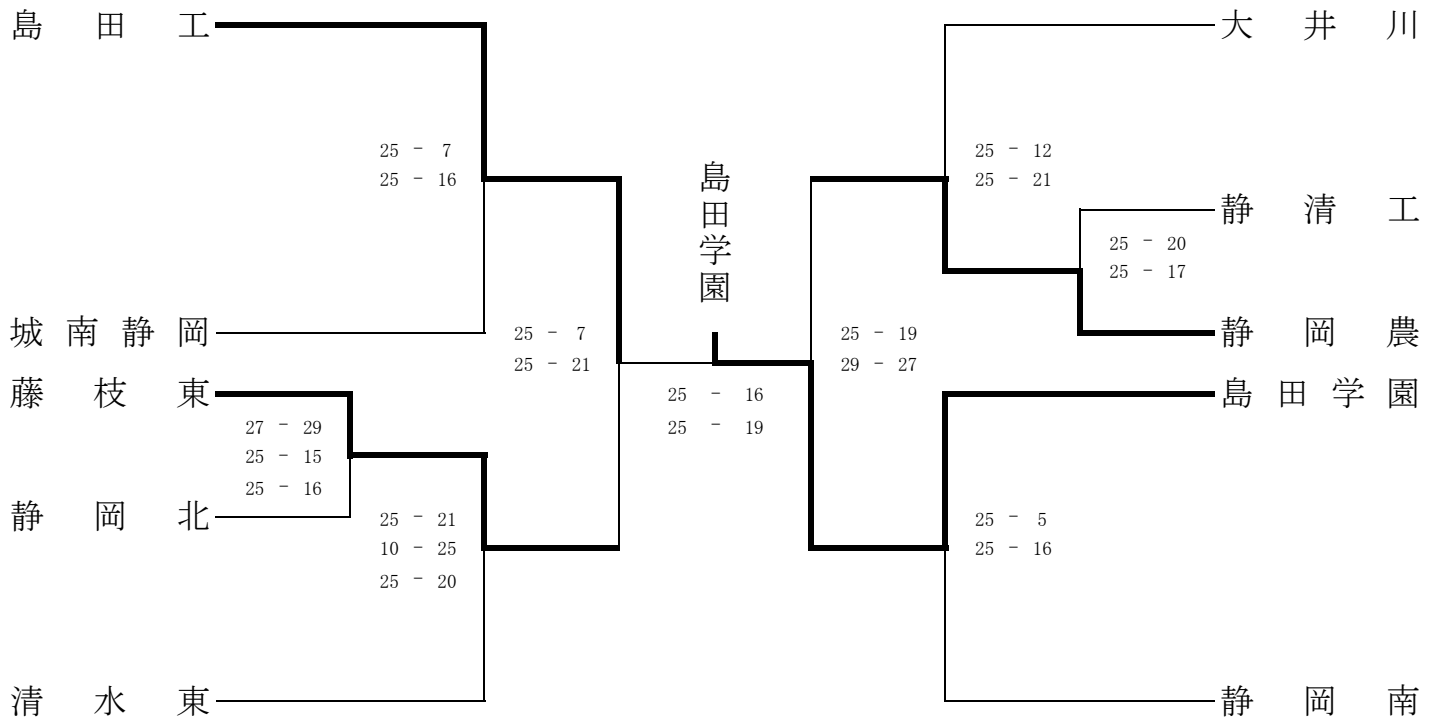 島田工
大井川
25 - 7
25 - 16
島田学園
25 - 12
25 - 21
静清工
25 - 20
25 - 17
城南静岡
25 - 7
25 - 21
25 - 19
29 - 27
静岡農
藤枝東
27 - 29
25 - 15
25 - 16
25 - 16
25 - 19
島田学園
静岡北
25 - 21
10 - 25
25 - 20
25 - 5
25 - 16
清水東
静岡南